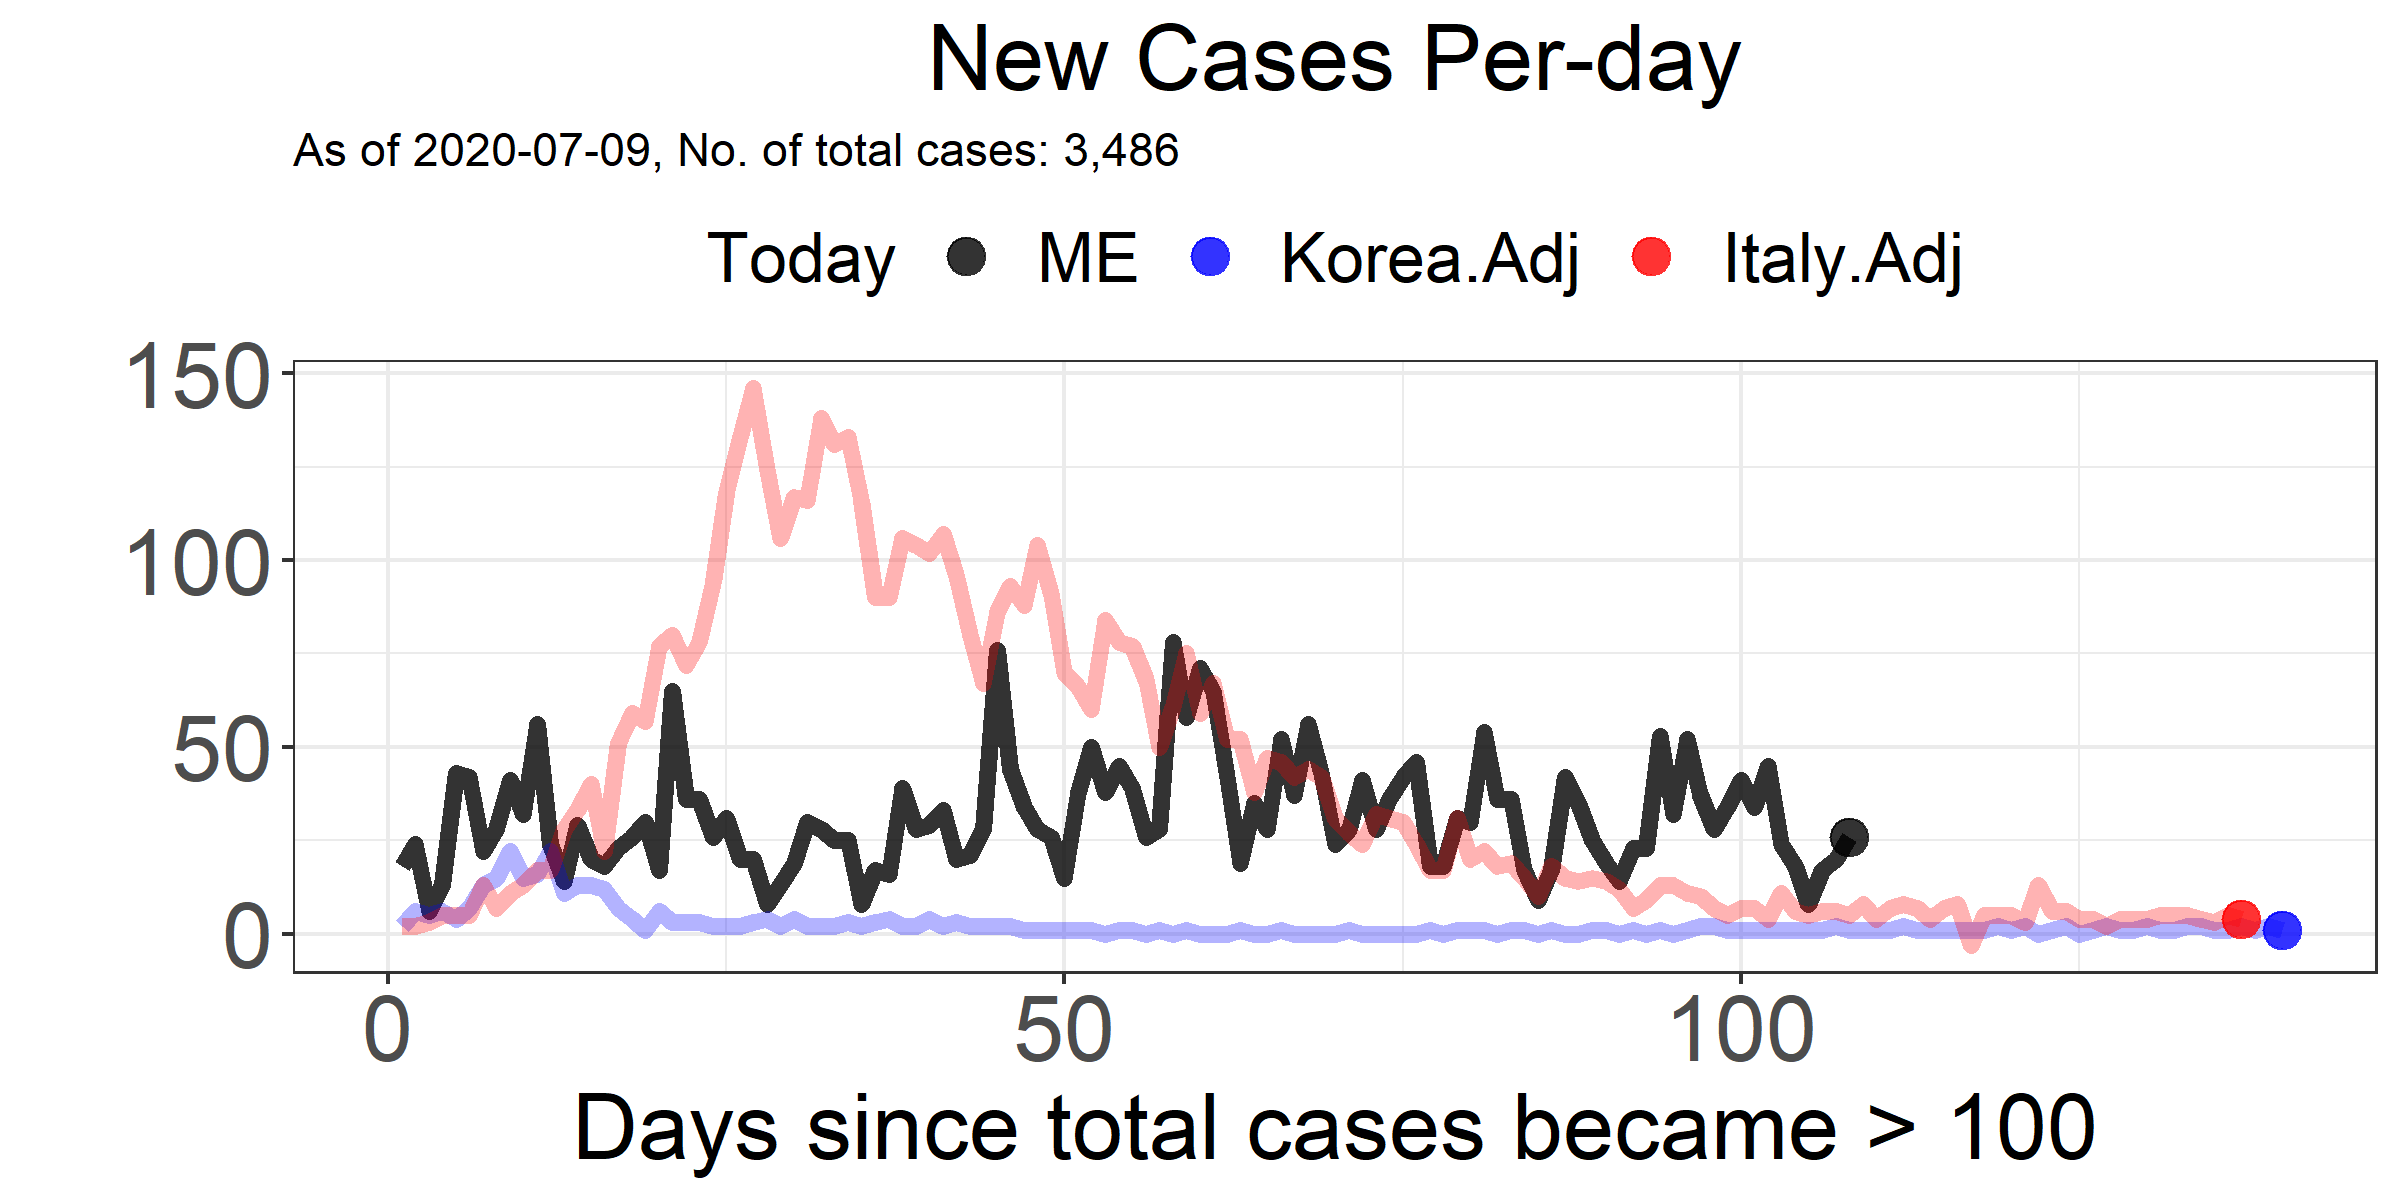 New Cases Per-day
As of 2020-07-09, No. of total cases: 3,486
Today ME Korea.Adj Italy.Adj
150
100
50
0
0 50 100
Days since total cases became > 100